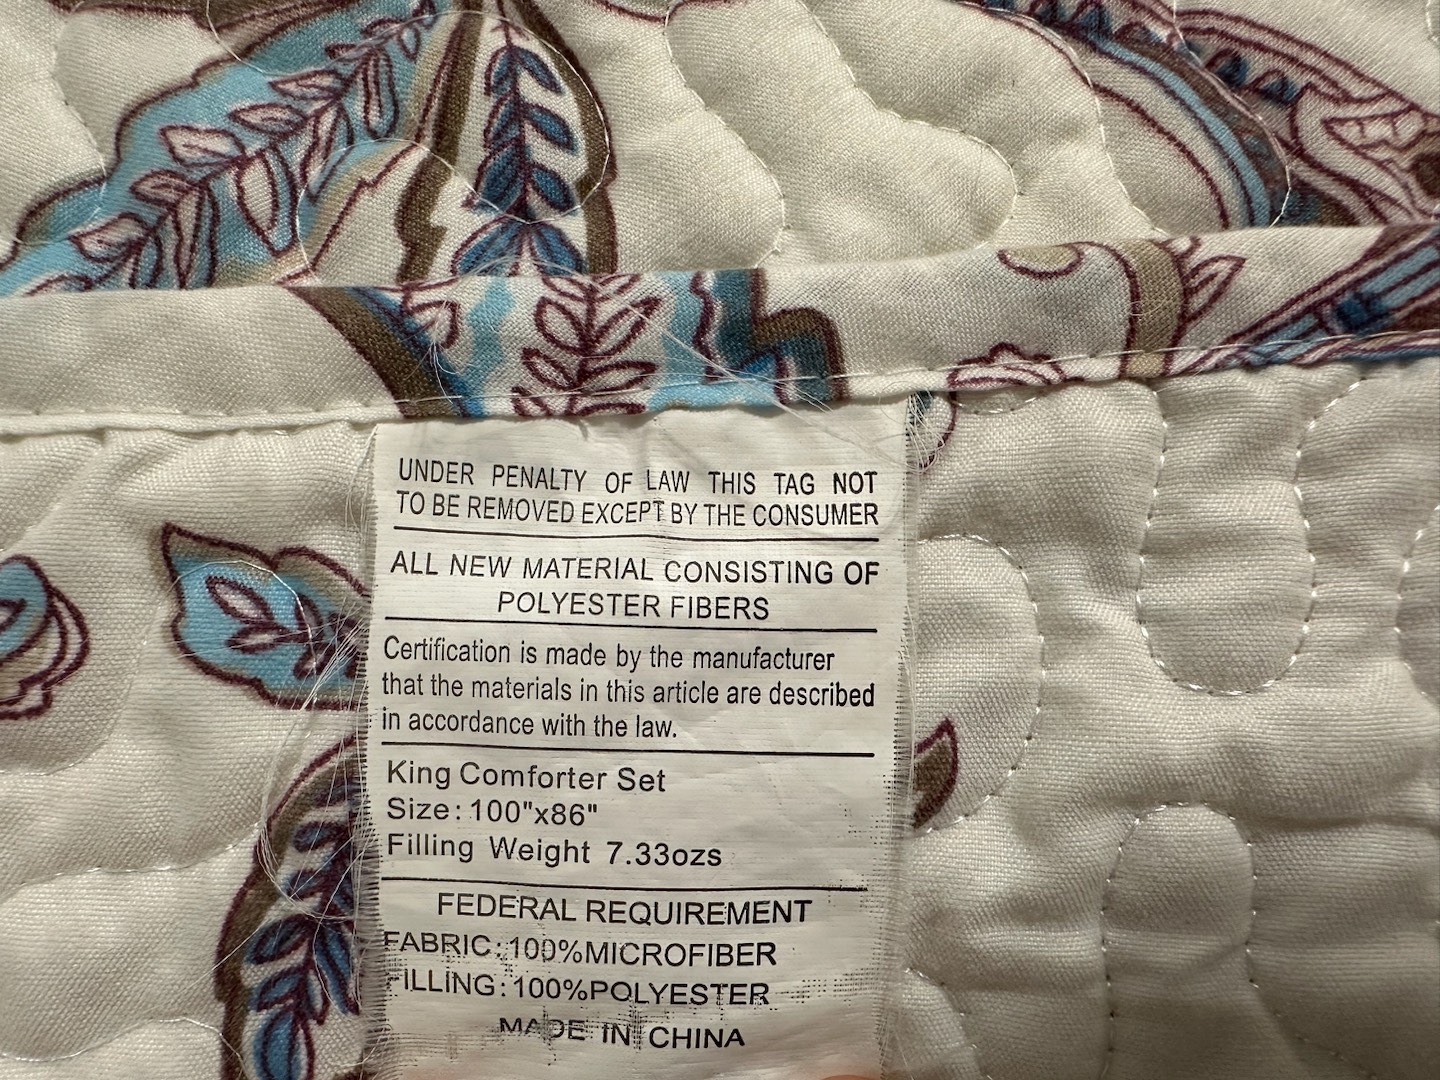 UNDER PENALTY OF LAW THIS TAG NOT
TO BE REMOVED EXCEPT BY THE CONSUMER
ALL NEW MATERIAL CONSISTING OF
POLYESTER FIBERS
Certification is made by the manufacturer
that the materials in this article are described
in accordance with the law.
King Comforter Set
Size: 100"x86"
Filling Weight 7.33ozs
FEDERAL REQUIREMENT
FABRIC:100%MICROFIBER
FILLING:100%POLYESTER
MADE IN CHINA